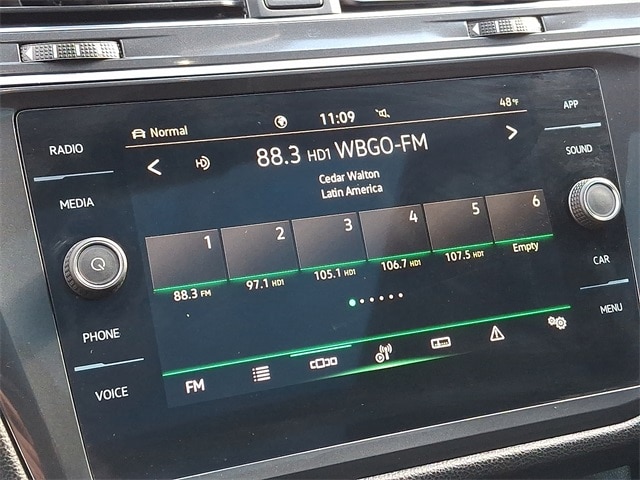 Normal 11:09 48°F
88.3 HD1 WBGO-FM
Cedar Walton
Latin America
1 2 3 4 5 6
88.3 FM 97.1 HD1 105.1 HD1 106.7 HD1 107.5 HD1 Empty
FM
RADIO
MEDIA
PHONE
VOICE
APP
SOUND
CAR
MENU